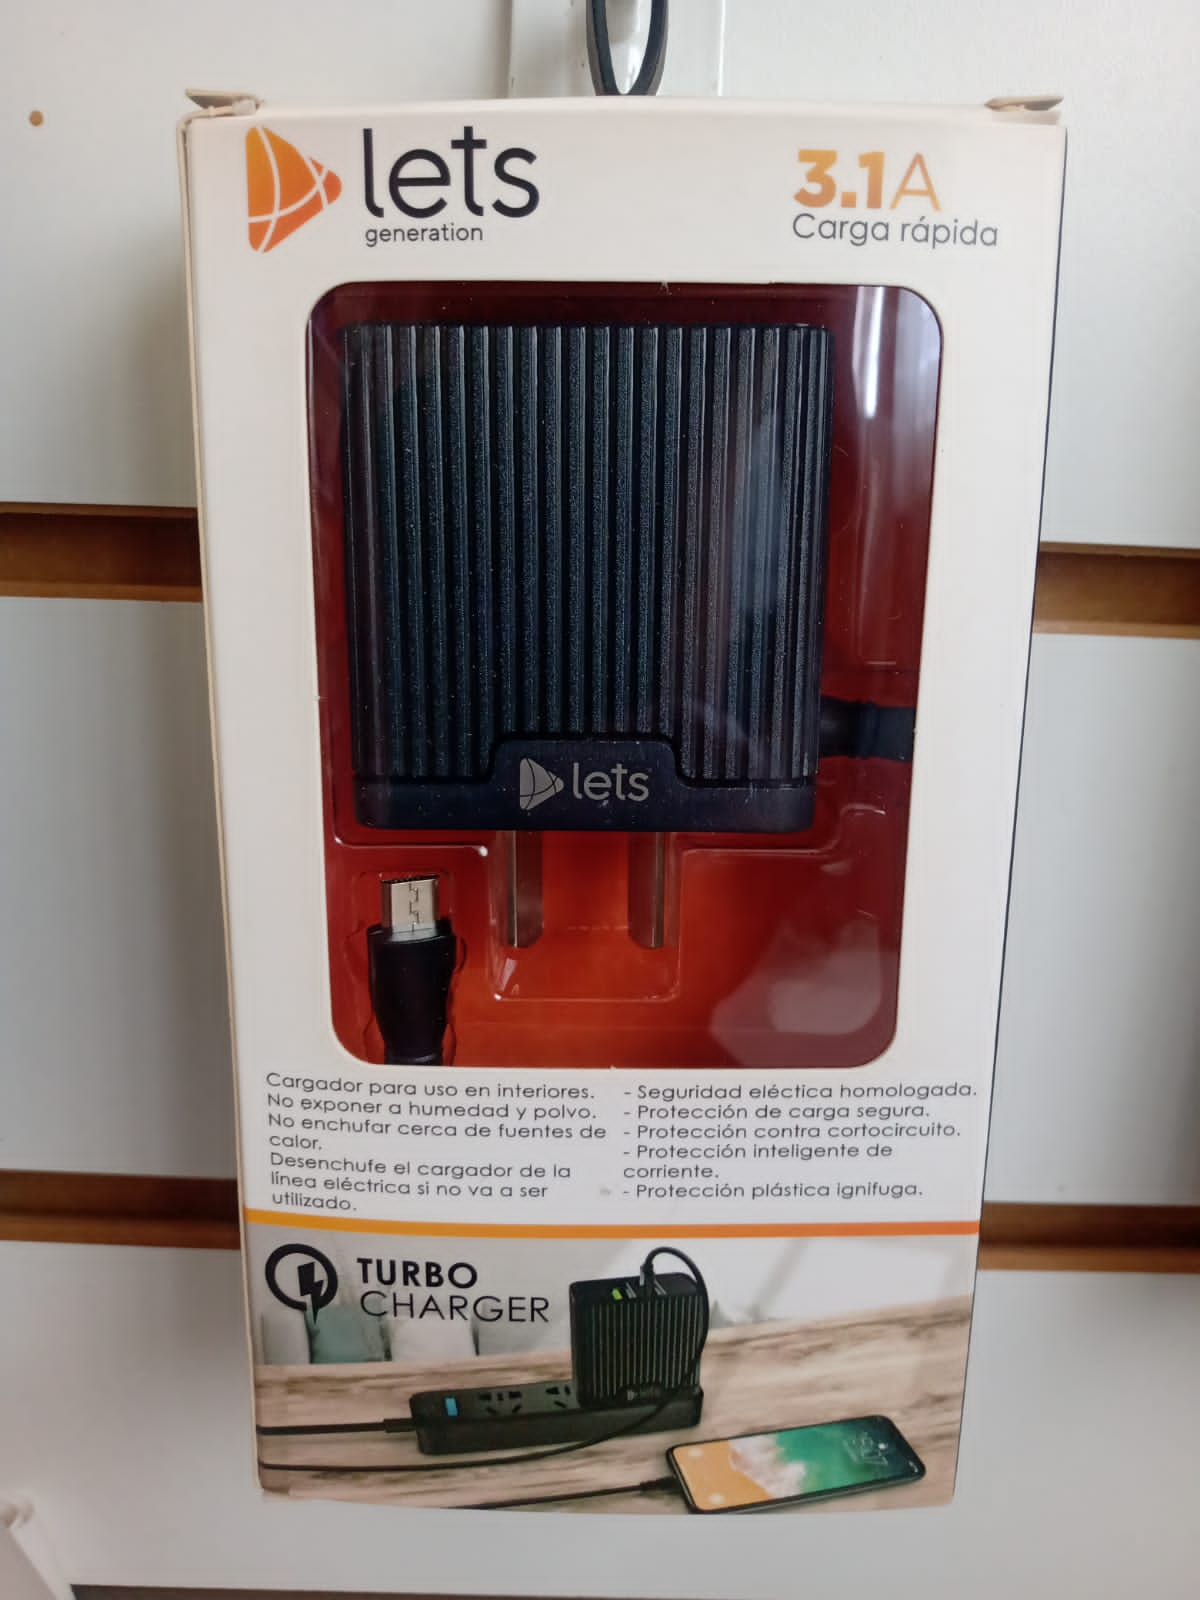 lets
generation
3.1A
Carga rápida
lets
Cargador para uso en interiores.
No exponer a humedad y polvo.
No enchufar cerca de fuentes de
calor.
Desenchufe el cargador de la
línea eléctrica si no va a ser
utilizado.
- Seguridad eléctica homologada.
- Protección de carga segura.
- Protección contra cortocircuito.
- Protección inteligente de
corriente.
- Protección plástica ignifuga.
TURBO
CHARGER